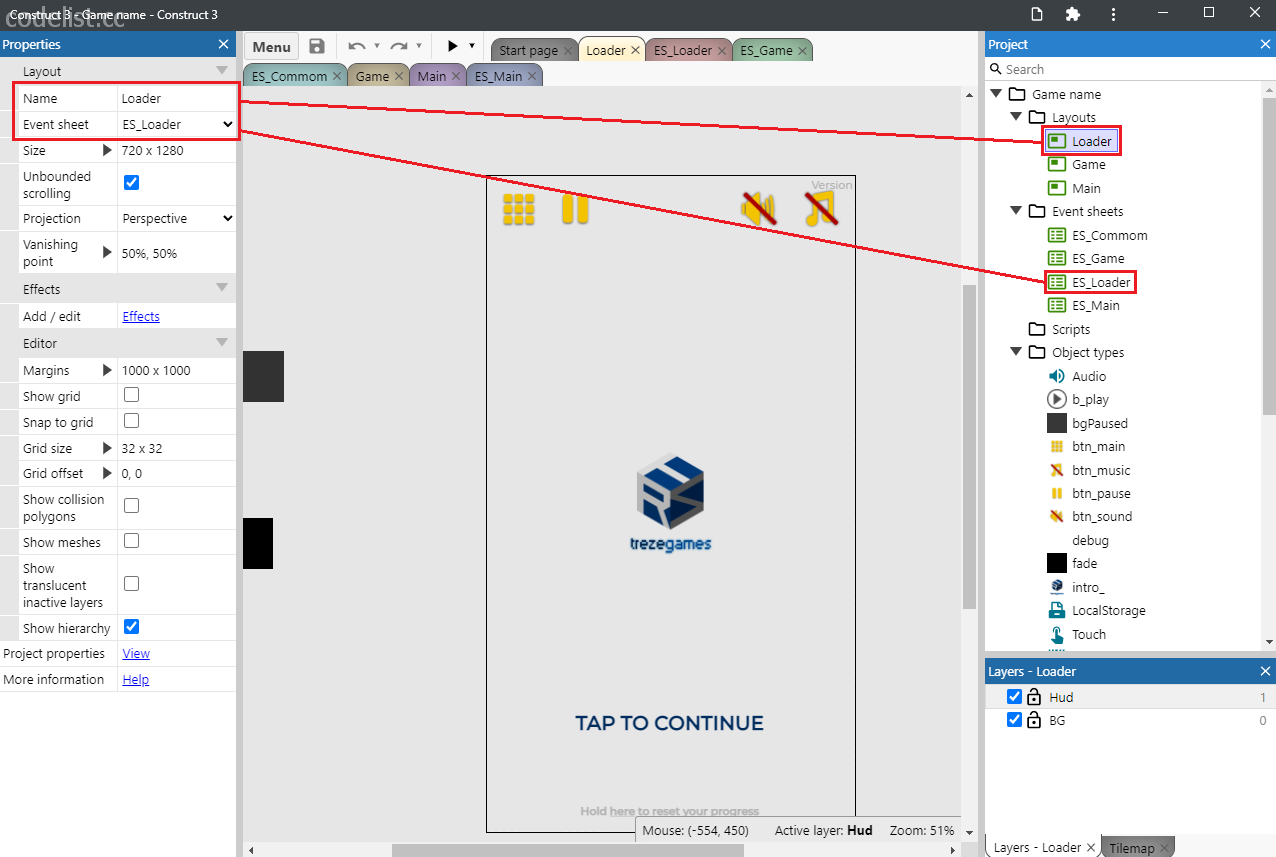 Construct 3 - Game name - Construct 3
codelist.cc
Properties
Layout
Name Loader
Event sheet ES_Loader
Size 720 x 1280
Unbounded
scrolling
Projection Perspective
Vanishing
point 50%, 50%
Effects
Add / edit Effects
Editor
Margins 1000 x 1000
Show grid
Snap to grid
Grid size 32 x 32
Grid offset 0, 0
Show collision
polygons
Show meshes
Show
translucent
inactive layers
Show hierarchy
Project properties View
More information Help
Menu
Start page Loader ES_Loader ES_Game
ES_Commom Game Main ES_Main
Version
trezegames
TAP TO CONTINUE
Hold here to reset your progress
Mouse: (-554, 450) Active layer: Hud Zoom: 51%
Project
Search
Game name
Layouts
Loader
Game
Main
Event sheets
ES_Commom
ES_Game
ES_Loader
ES_Main
Scripts
Object types
Audio
b_play
bgPaused
btn_main
btn_music
btn_pause
btn_sound
debug
fade
intro_
LocalStorage
Touch
Layers - Loader
Hud 1
BG 0
Layers - Loader Tilemap